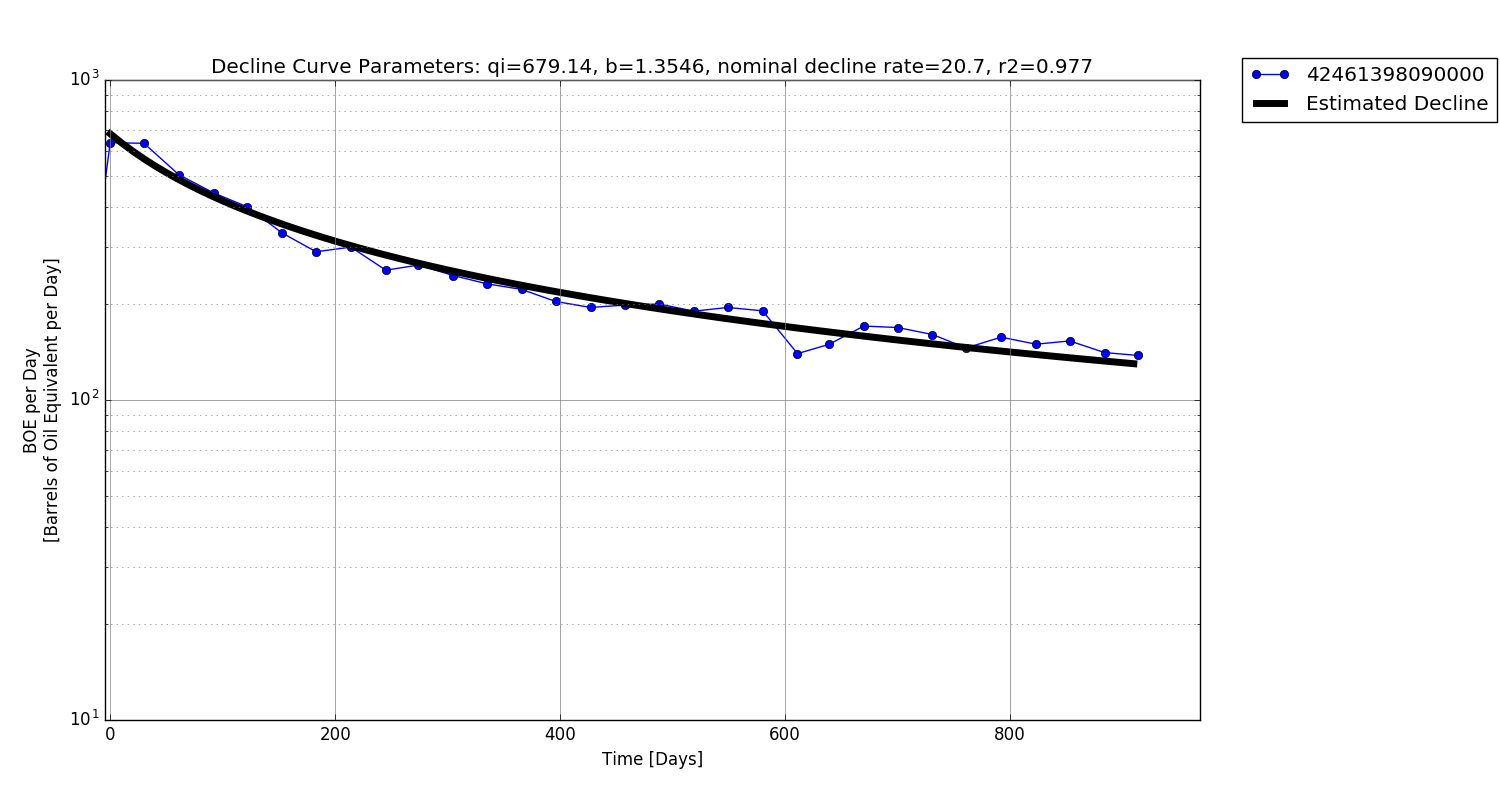 Decline Curve Parameters: qi=679.14, b=1.3546, nominal decline rate=20.7, r2=0.977
42461398090000
Estimated Decline
10³
10²
10¹
BOE per Day
[Barrels of Oil Equivalent per Day]
0 200 400 600 800
Time [Days]